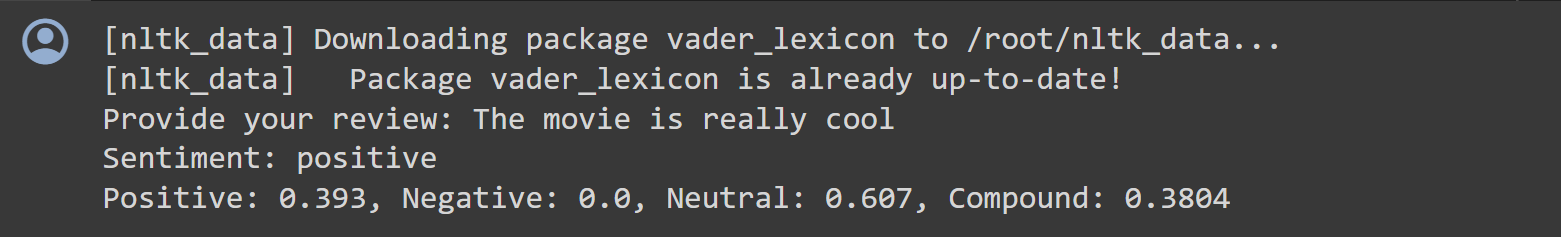 [nltk_data] Downloading package vader_lexicon to /root/nltk_data...
[nltk_data]   Package vader_lexicon is already up-to-date!
Provide your review: The movie is really cool
Sentiment: positive
Positive: 0.393, Negative: 0.0, Neutral: 0.607, Compound: 0.3804